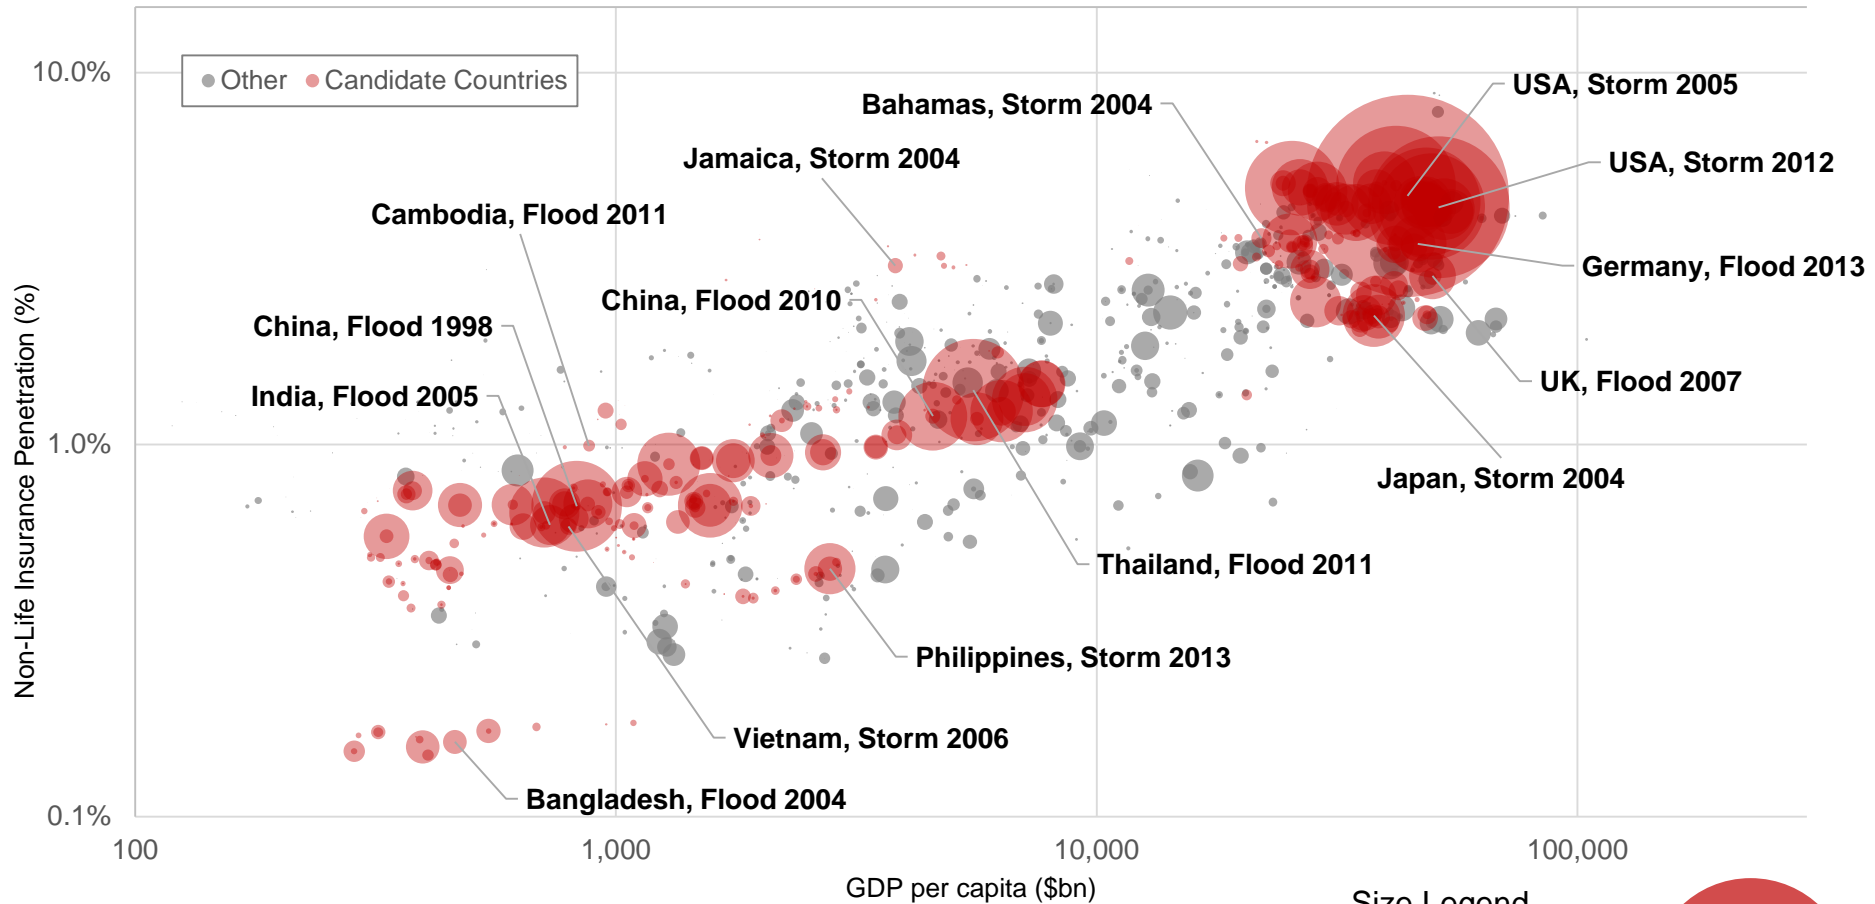 10.0%
Other
Candidate Countries
USA, Storm 2005
Bahamas, Storm 2004
Jamaica, Storm 2004
USA, Storm 2012
Cambodia, Flood 2011
Germany, Flood 2013
China, Flood 2010
China, Flood 1998
India, Flood 2005
UK, Flood 2007
1.0%
Japan, Storm 2004
Thailand, Flood 2011
Philippines, Storm 2013
Vietnam, Storm 2006
Bangladesh, Flood 2004
0.1%
Non-Life Insurance Penetration (%)
100
1,000
10,000
100,000
GDP per capita ($bn)
Size Legend